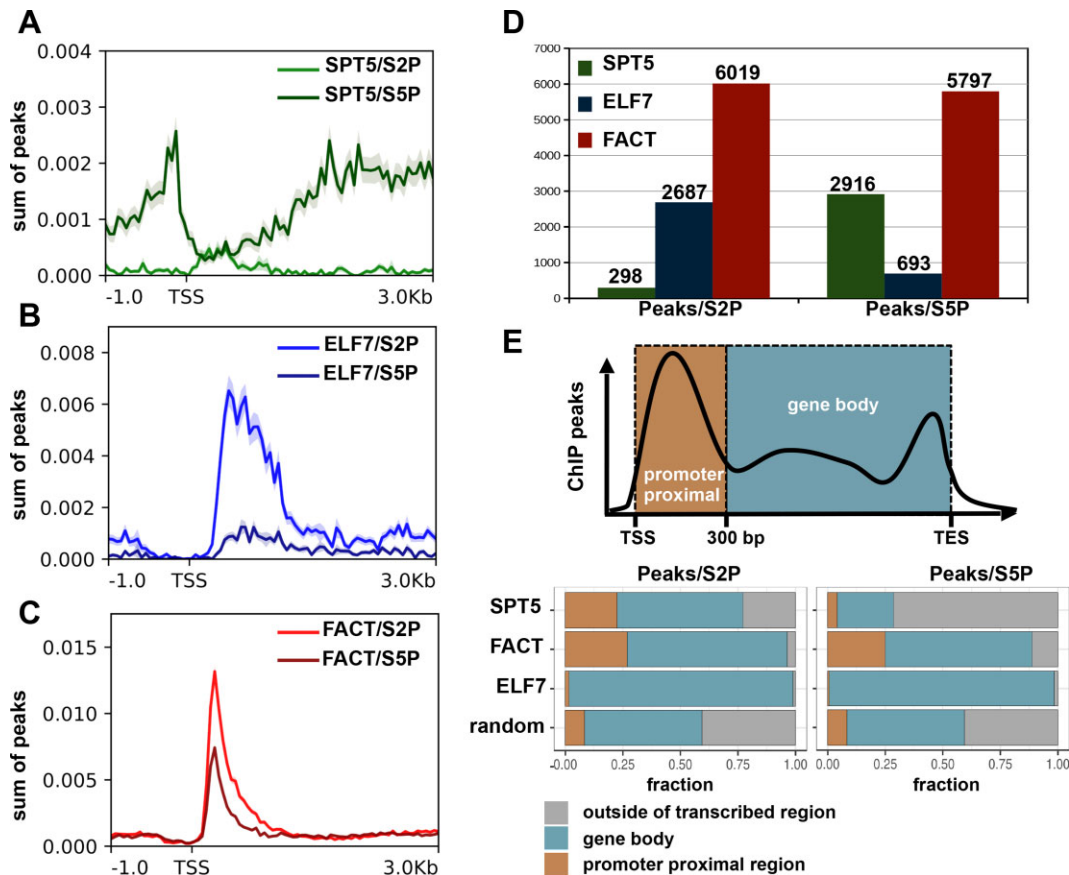 A
0.004
0.003
0.002
0.001
0.000
sum of peaks
SPT5/S2P
SPT5/S5P
-1.0 TSS 3.0Kb
B
0.008
0.006
0.004
0.002
0.000
sum of peaks
ELF7/S2P
ELF7/S5P
-1.0 TSS 3.0Kb
C
0.015
0.010
0.005
0.000
sum of peaks
FACT/S2P
FACT/S5P
-1.0 TSS 3.0Kb
D
7000
6000
5000
4000
3000
2000
1000
0
SPT5
ELF7
FACT
298
2687
6019
2916
693
5797
Peaks/S2P Peaks/S5P
E
ChIP peaks
promoter
proximal
gene body
TSS 300 bp TES
Peaks/S2P Peaks/S5P
SPT5
FACT
ELF7
random
-0.00 0.25 0.50 0.75 1.00 0.00 0.25 0.50 0.75 1.00
fraction fraction
outside of transcribed region
gene body
promoter proximal region